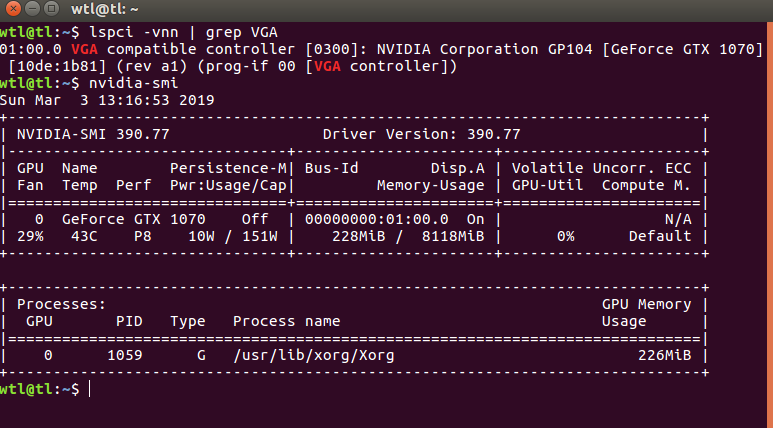 wtl@tl: ~
wtl@tl:~$ lspci -vnn | grep VGA
01:00.0 VGA compatible controller [0300]: NVIDIA Corporation GP104 [GeForce GTX 1070]
 [10de:1b81] (rev a1) (prog-if 00 [VGA controller])
wtl@tl:~$ nvidia-smi
Sun Mar  3 13:16:53 2019
+-----------------------------------------------------------------------------+
| NVIDIA-SMI 390.77                 Driver Version: 390.77                    |
|-------------------------------+----------------------+----------------------+
| GPU  Name        Persistence-M| Bus-Id        Disp.A | Volatile Uncorr. ECC |
| Fan  Temp  Perf  Pwr:Usage/Cap|         Memory-Usage | GPU-Util  Compute M. |
|===============================+======================+======================|
|   0  GeForce GTX 1070    Off  | 00000000:01:00.0  On |                  N/A |
| 29%   43C    P8    10W / 151W |    228MiB /  8118MiB |      0%      Default |
+-------------------------------+----------------------+----------------------+
+-----------------------------------------------------------------------------+
| Processes:                                                       GPU Memory |
|  GPU       PID   Type   Process name                             Usage      |
|=============================================================================|
|    0      1059      G   /usr/lib/xorg/Xorg                           226MiB |
+-----------------------------------------------------------------------------+
wtl@tl:~$